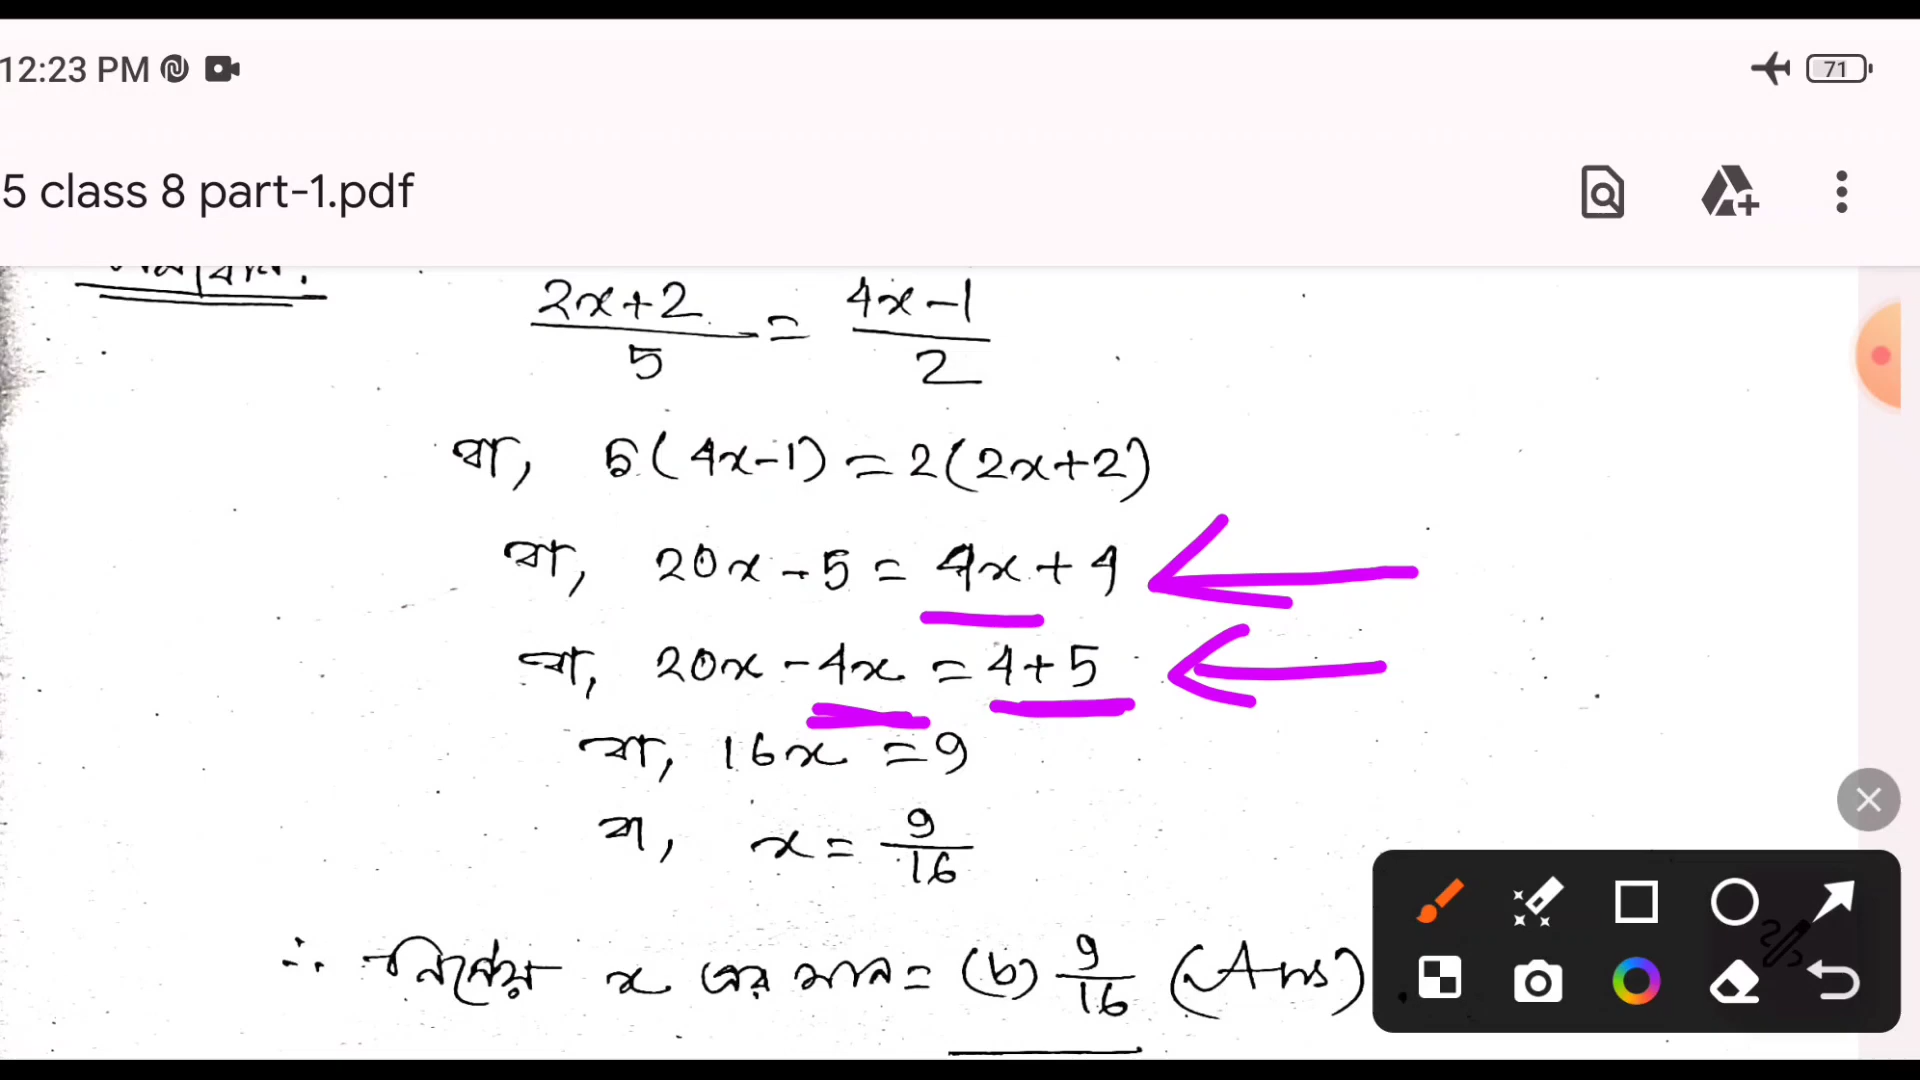 12:23 PM
71
5 class 8 part-1.pdf
সমাধান:
2x+2/5 = 4x-1/2
বা, 5(4x-1) = 2(2x+2)
বা, 20x-5 = 4x+4
বা, 20x-4x = 4+5
বা, 16x = 9
বা, x = 9/16
∴ নির্ণেয় x এর মান = (b) 9/16 (Ans)